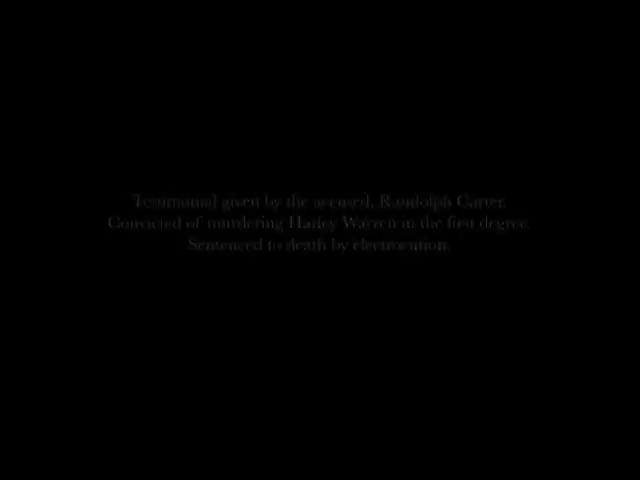 Testimonial given by the accused, Randolph Carter.
Convicted of murdering Harley Warren in the first degree.
Sentenced to death by electrocution.